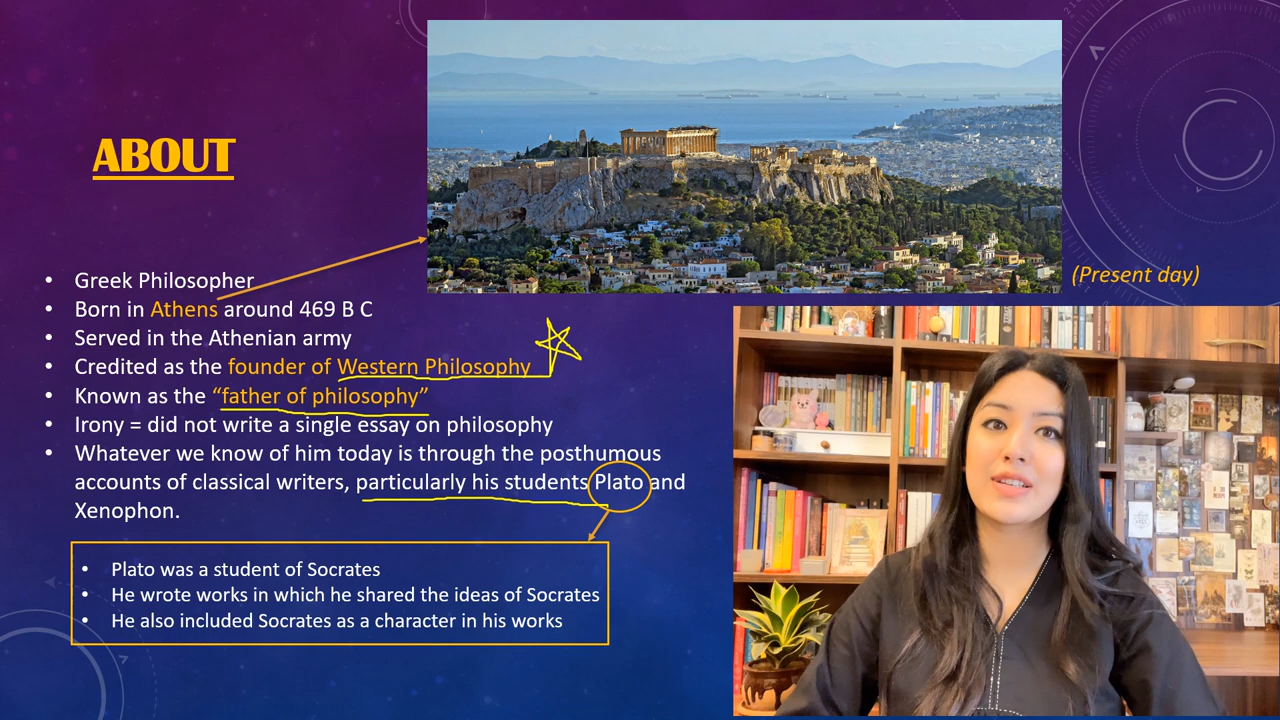 ABOUT
(Present day)
• Greek Philosopher
• Born in Athens around 469 B C
• Served in the Athenian army
• Credited as the founder of Western Philosophy
• Known as the “father of philosophy”
• Irony = did not write a single essay on philosophy
• Whatever we know of him today is through the posthumous
accounts of classical writers, particularly his students Plato and
Xenophon.
• Plato was a student of Socrates
• He wrote works in which he shared the ideas of Socrates
• He also included Socrates as a character in his works